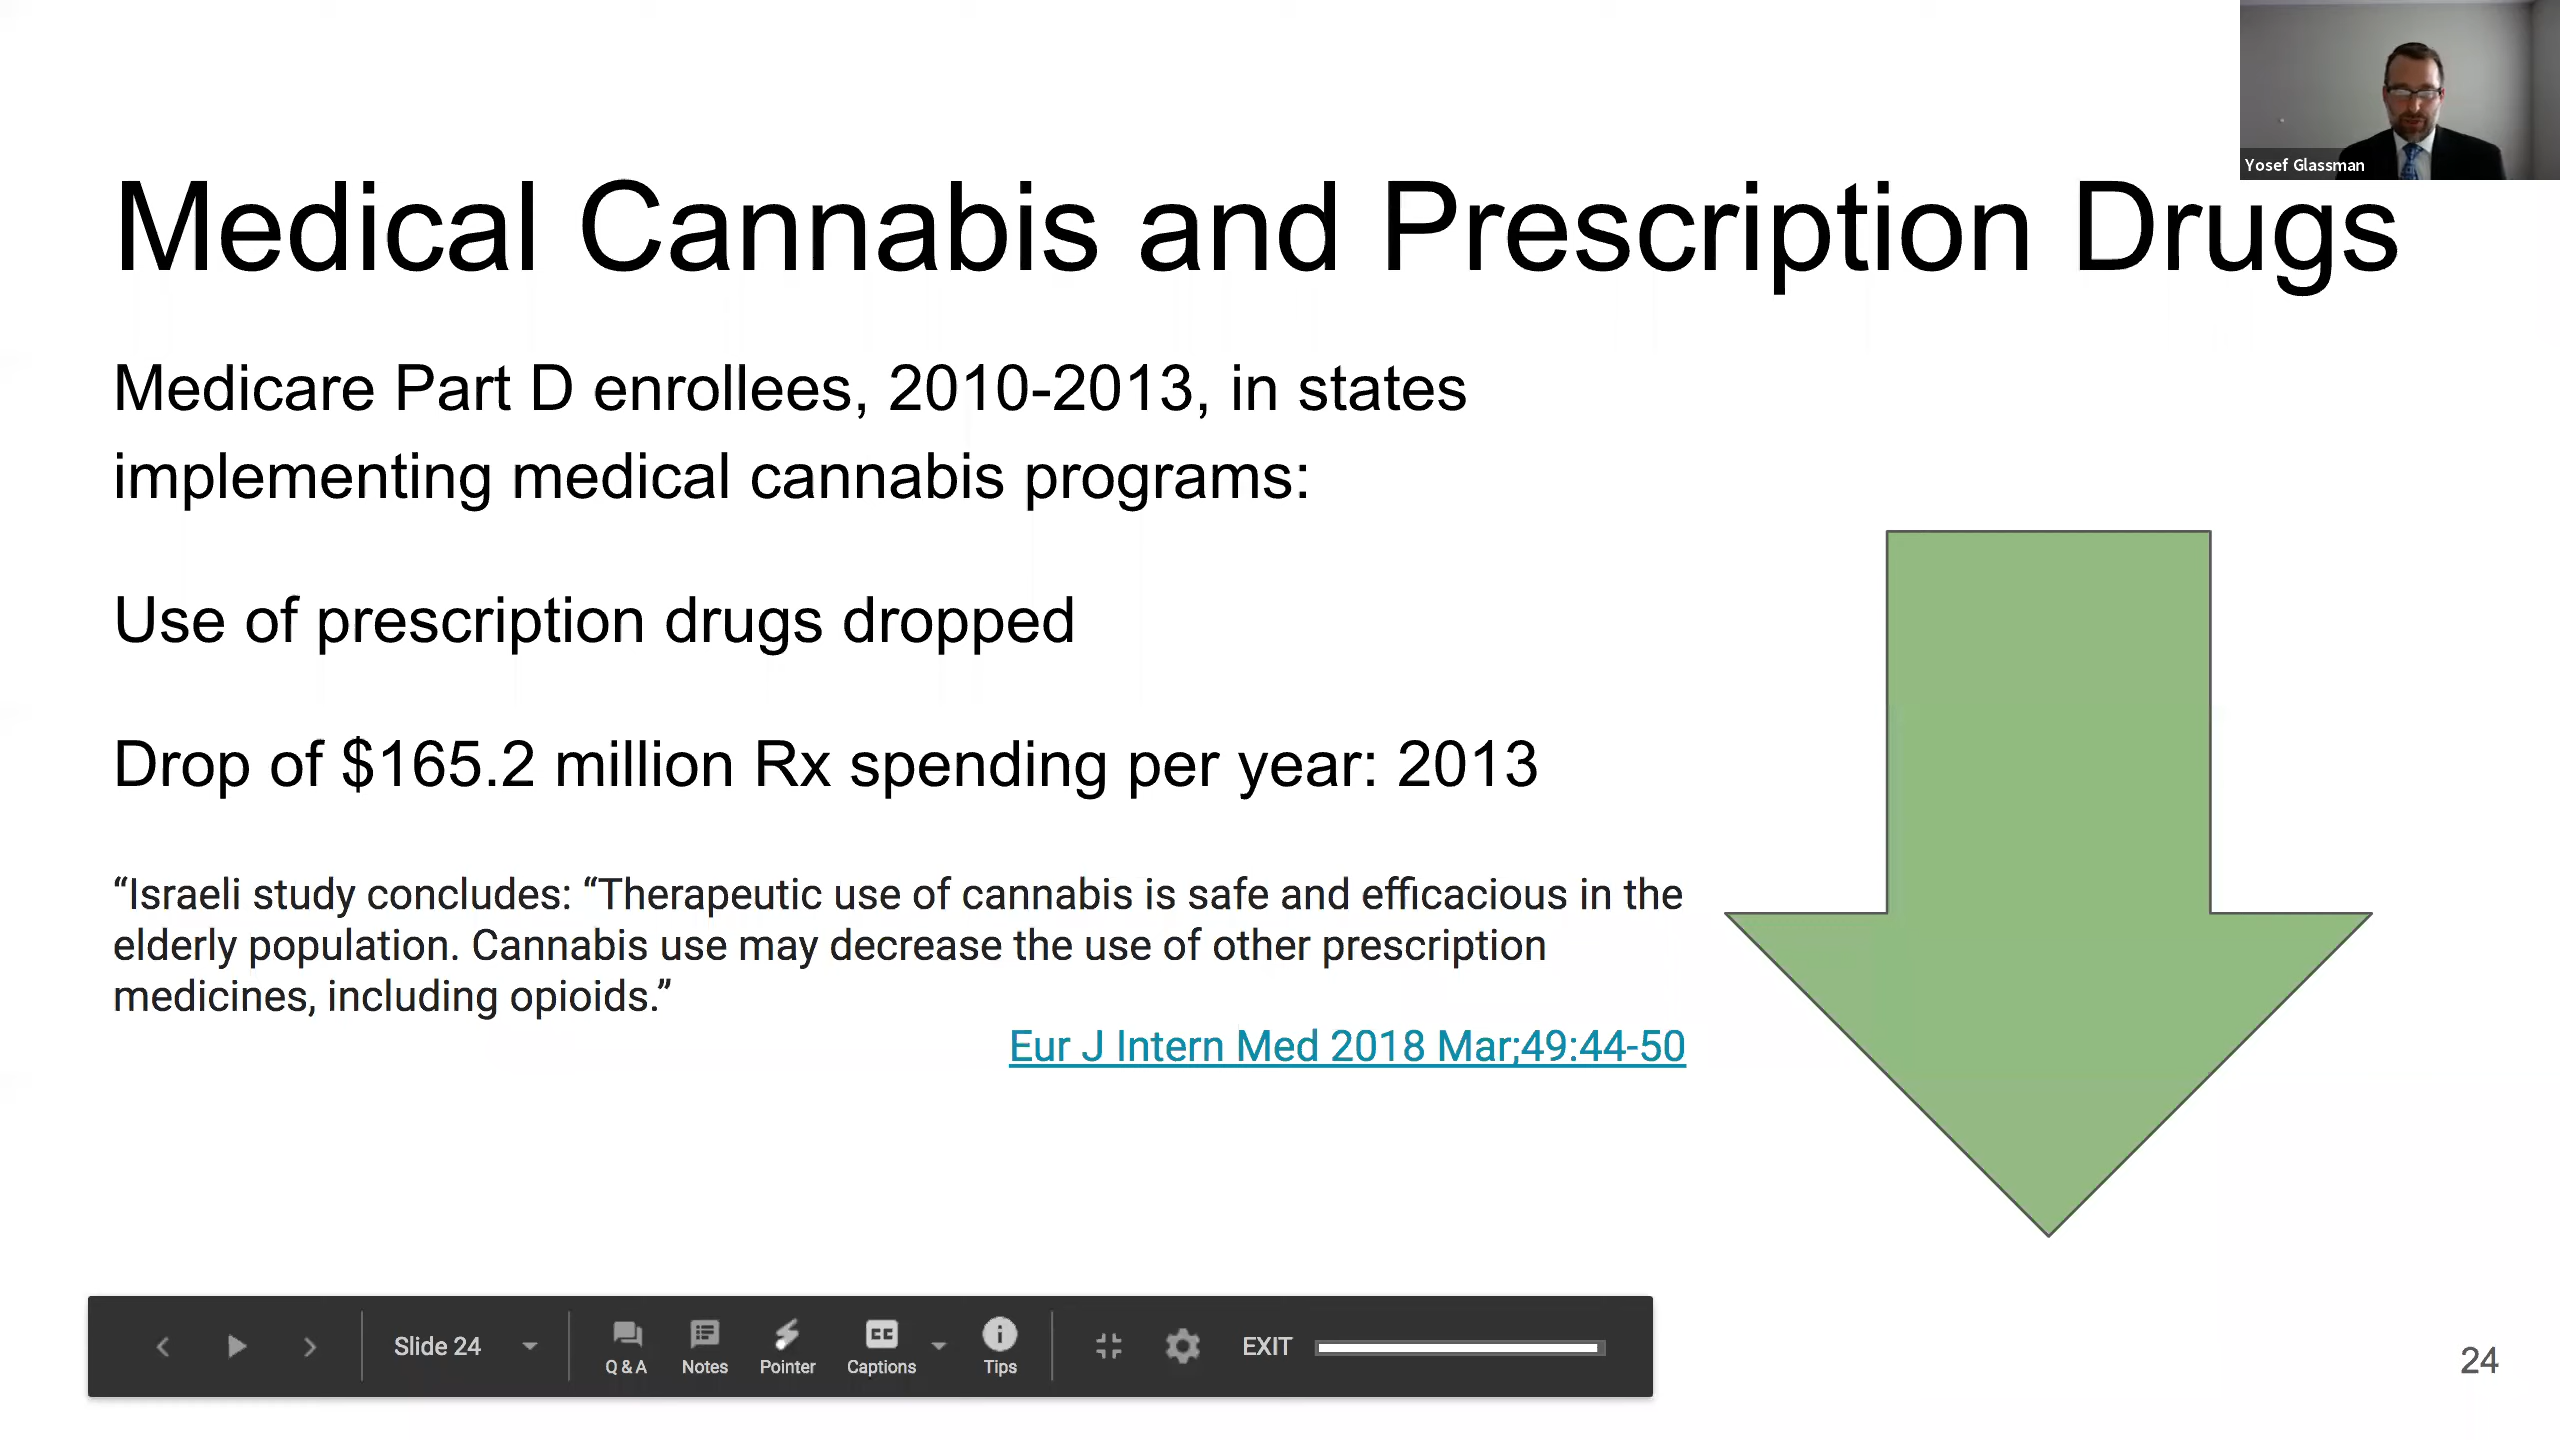 Yosef Glassman
Medical Cannabis and Prescription Drugs
Medicare Part D enrollees, 2010-2013, in states
implementing medical cannabis programs:
Use of prescription drugs dropped
Drop of $165.2 million Rx spending per year: 2013
“Israeli study concludes: “Therapeutic use of cannabis is safe and efficacious in the
elderly population. Cannabis use may decrease the use of other prescription
medicines, including opioids.”
Eur J Intern Med 2018 Mar;49:44-50
Slide 24
Q & A
Notes
Pointer
CC
Captions
Tips
EXIT
24